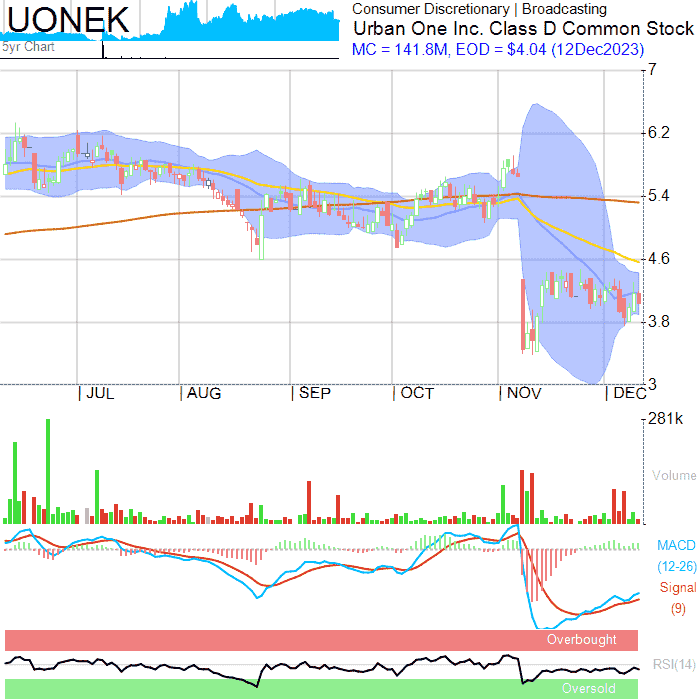 UONEK
5yr Chart
Consumer Discretionary | Broadcasting
Urban One Inc. Class D Common Stock
MC = 141.8M, EOD = $4.04 (12Dec2023)
7
6.2
5.4
4.6
3.8
3
|JUL |AUG |SEP |OCT |NOV |DEC
281k
Volume
MACD
(12-26)
Signal
(9)
Overbought
RSI(14)
Oversold